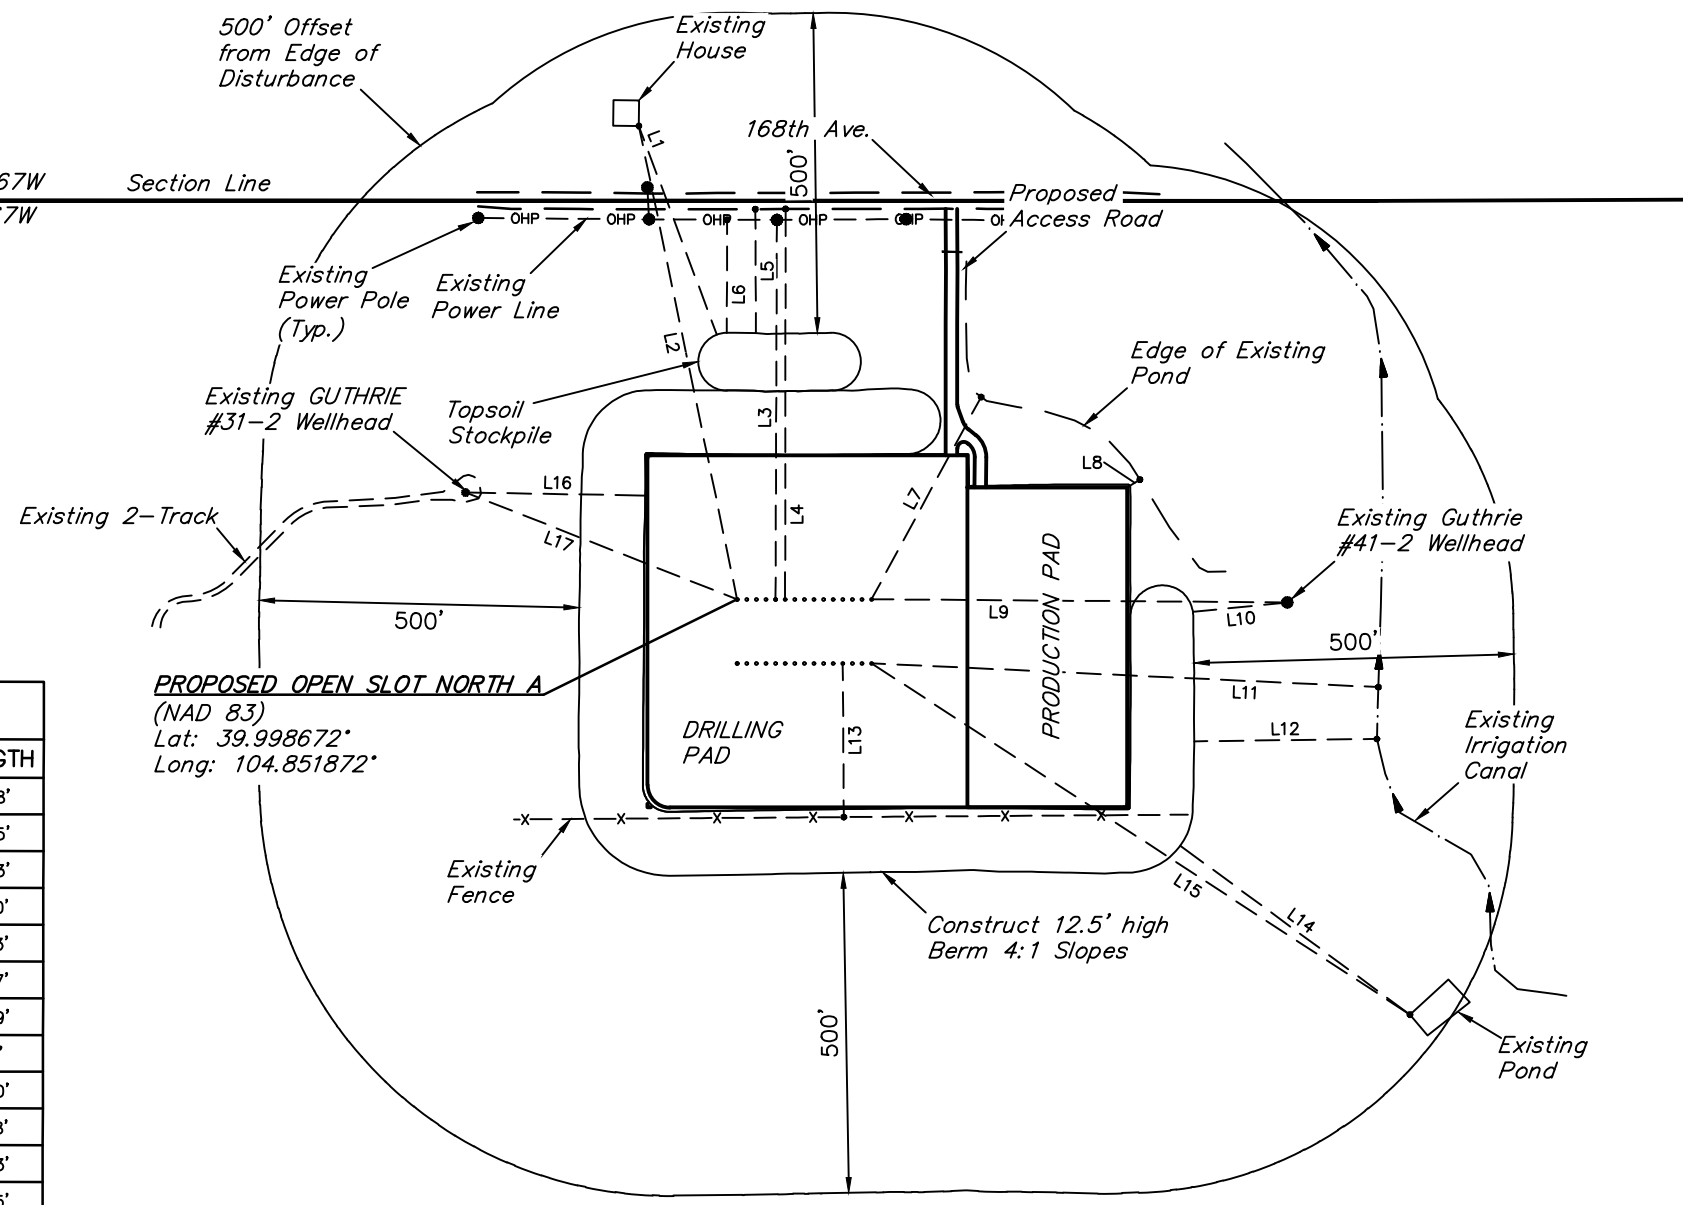 500' Offset
from Edge of
Disturbance
Existing
House
L1
168th Ave.
500'
67W
Section Line
7W
Proposed
Access Road
OHP
OHP
OHP
OHP
Existing
Power Pole
(Typ.)
Existing
Power Line
L6
L5
L2
Edge of Existing
Pond
Existing GUTHRIE
#31-2 Wellhead
Topsoil
Stockpile
L3
L8
L16
L7
L4
Existing 2-Track
L17
Existing Guthrie
#41-2 Wellhead
500'
L9
L10
PRODUCTION PAD
500'
PROPOSED OPEN SLOT NORTH A
(NAD 83)
Lat: 39.998672°
Long: 104.851872°
L11
DRILLING
PAD
L13
L12
Existing
Irrigation
Canal
GTH
Existing
Fence
L15
L14
Construct 12.5' high
Berm 4:1 Slopes
500'
Existing
Pond